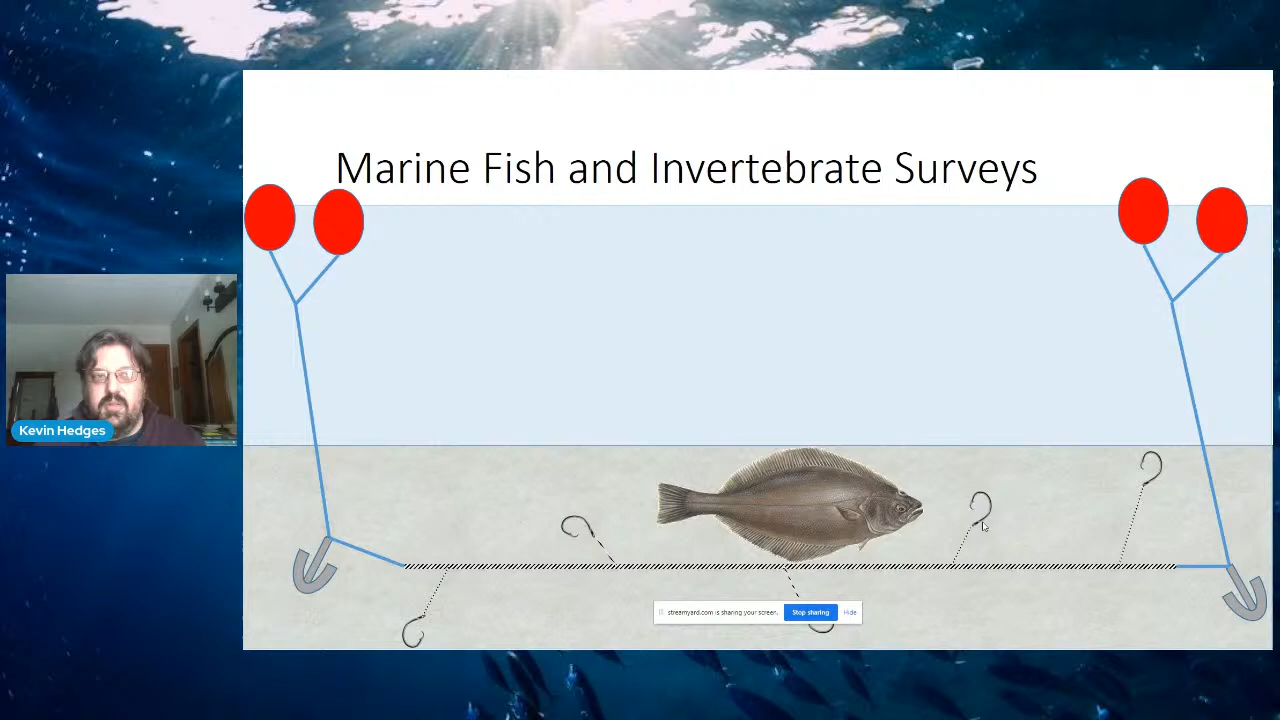 Marine Fish and Invertebrate Surveys
Kevin Hedges
streamyard.com is sharing your screen. Stop sharing Hide